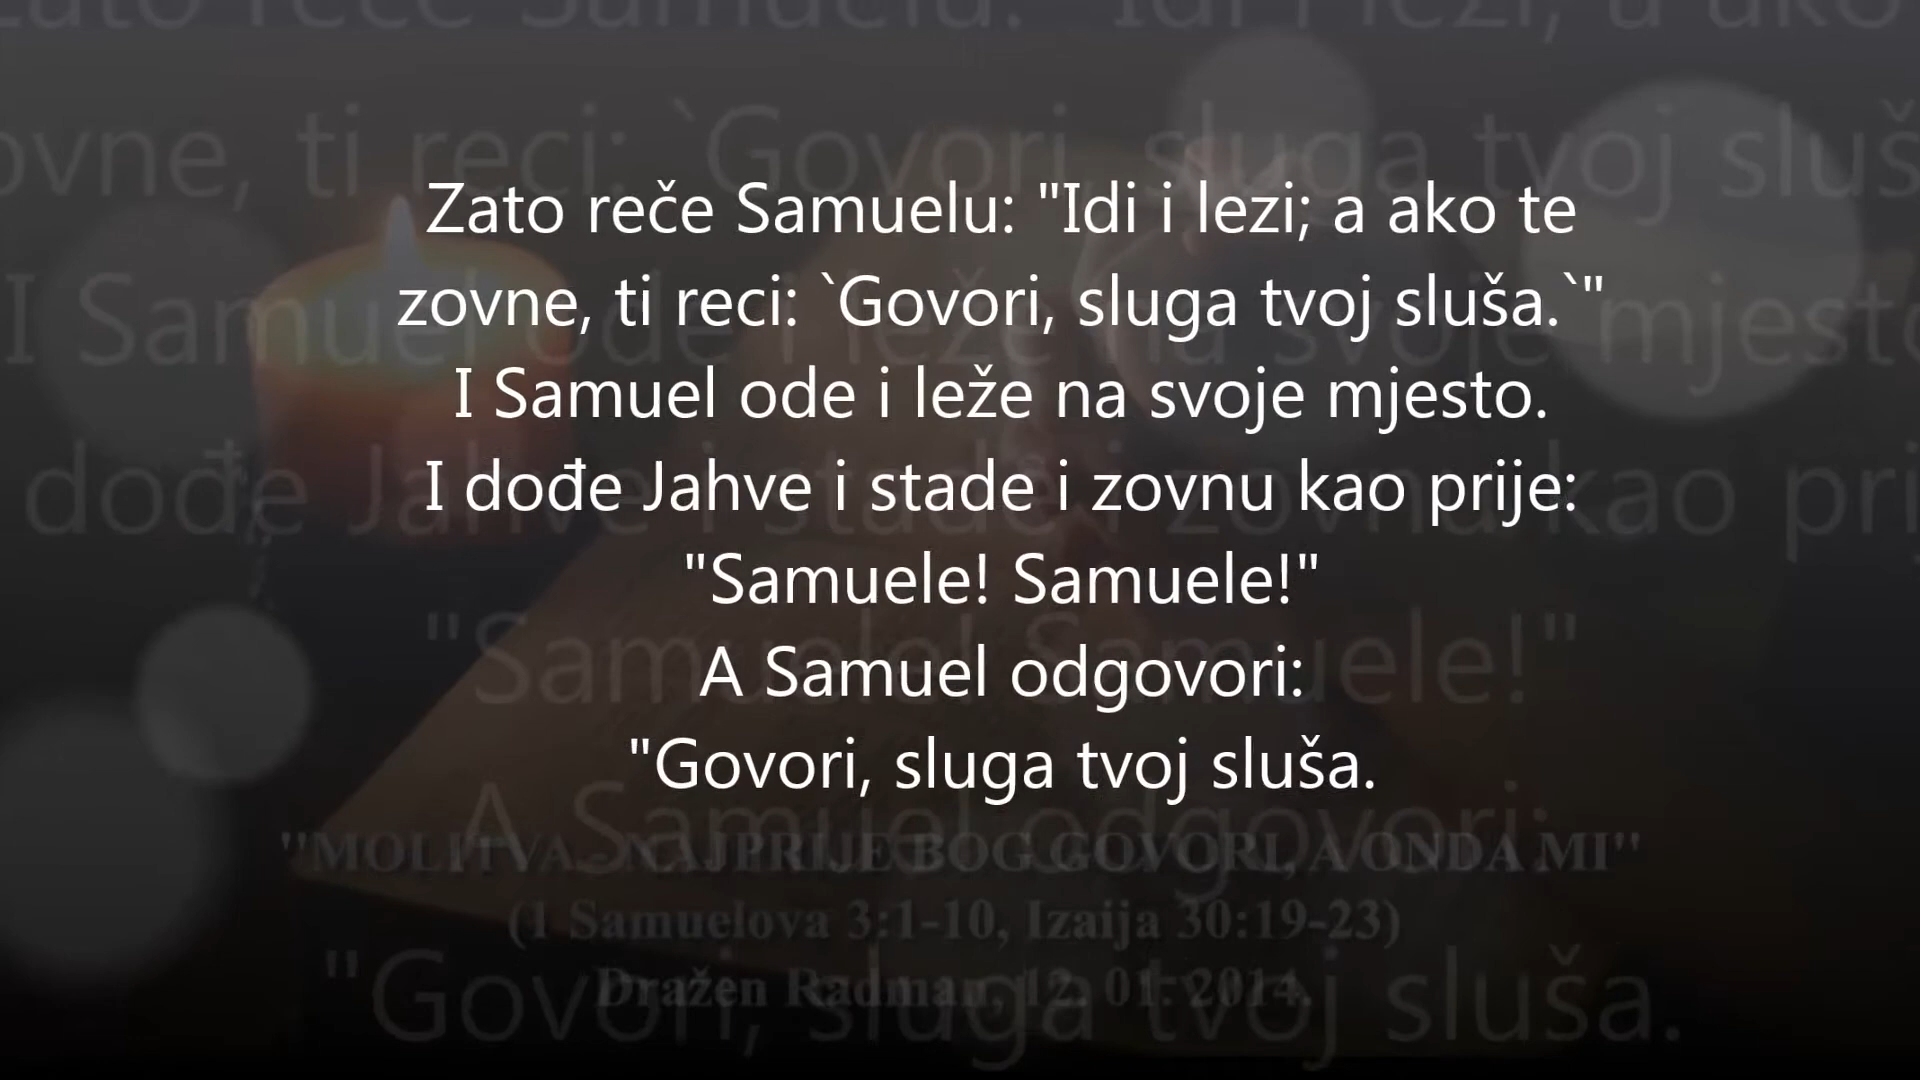 Zato reče Samuelu: "Idi i lezi; a ako te
zovne, ti reci: `Govori, sluga tvoj sluša.`"
I Samuel ode i leže na svoje mjesto.
I dođe Jahve i stade i zovnu kao prije:
"Samuele! Samuele!"
A Samuel odgovori:
"Govori, sluga tvoj sluša.
"MOLITVA - NAJPRIJE BOG GOVORI, A ONDA MI"
(1 Samuelova 3:1-10, Izaija 30:19-23)
Dražen Radman, 12. 01. 2014.